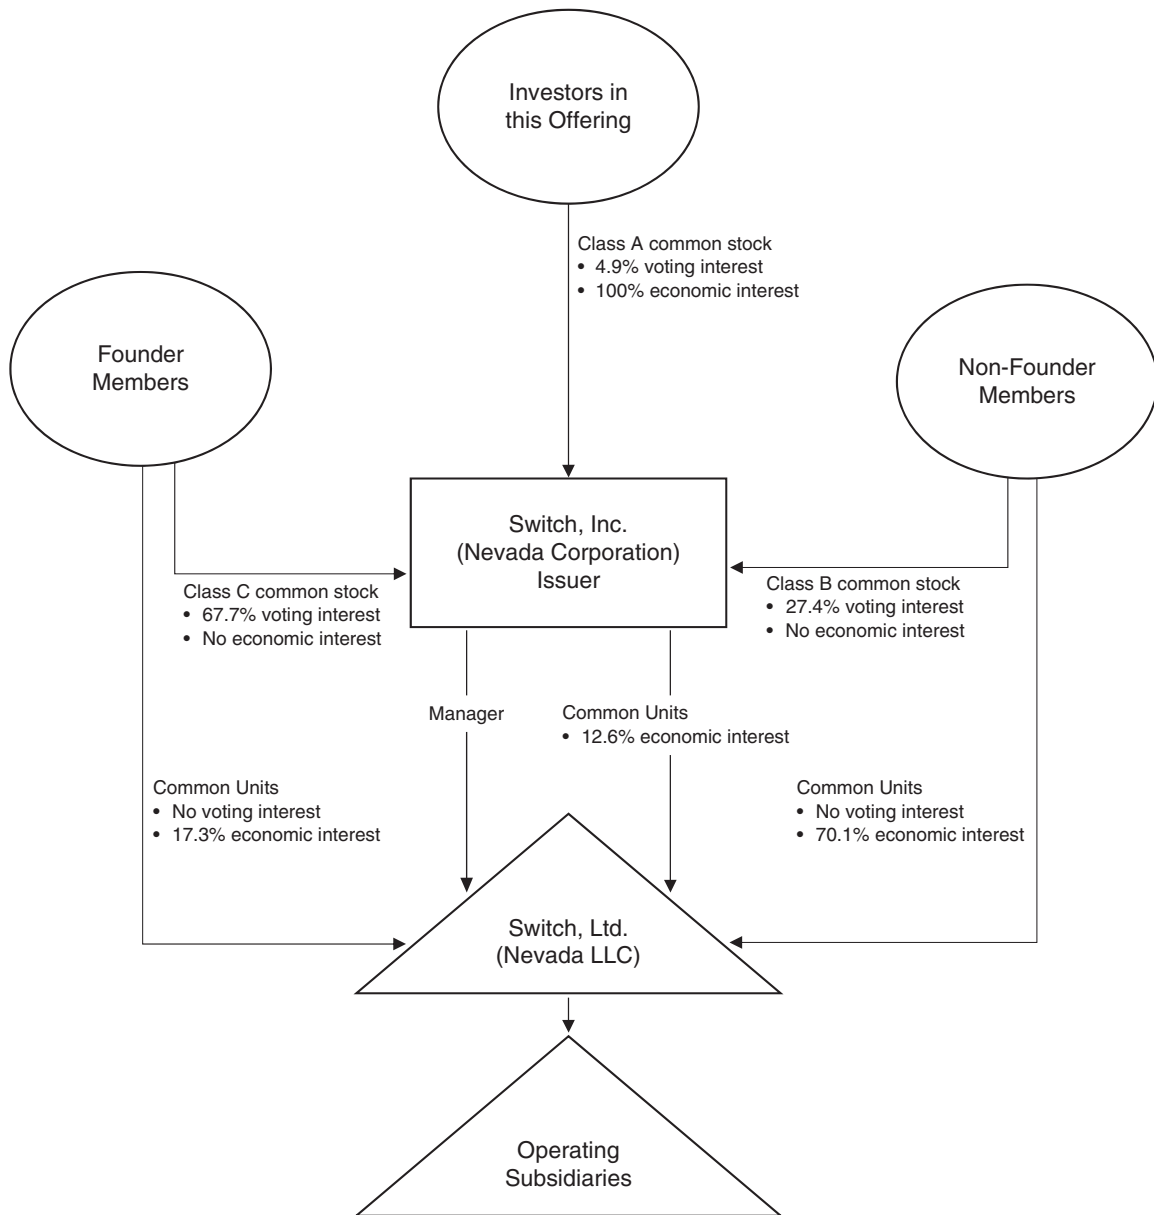 Investors in
this Offering
Class A common stock
• 4.9% voting interest
• 100% economic interest
Founder
Members
Non-Founder
Members
Switch, Inc.
(Nevada Corporation)
Issuer
Class C common stock
• 67.7% voting interest
• No economic interest
Class B common stock
• 27.4% voting interest
• No economic interest
Manager
Common Units
• 12.6% economic interest
Common Units
• No voting interest
• 17.3% economic interest
Common Units
• No voting interest
• 70.1% economic interest
Switch, Ltd.
(Nevada LLC)
Operating
Subsidiaries